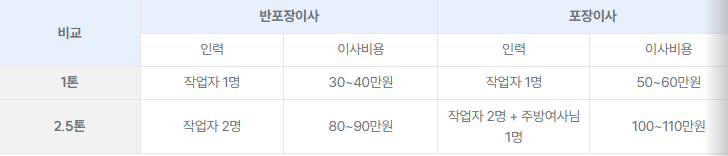 비교 반포장이사 포장이사
인력 이사비용 인력 이사비용
1톤 작업자 1명 30~40만원 작업자 1명 50~60만원
2.5톤 작업자 2명 80~90만원 작업자 2명 + 주방여사님 100~110만원
1명